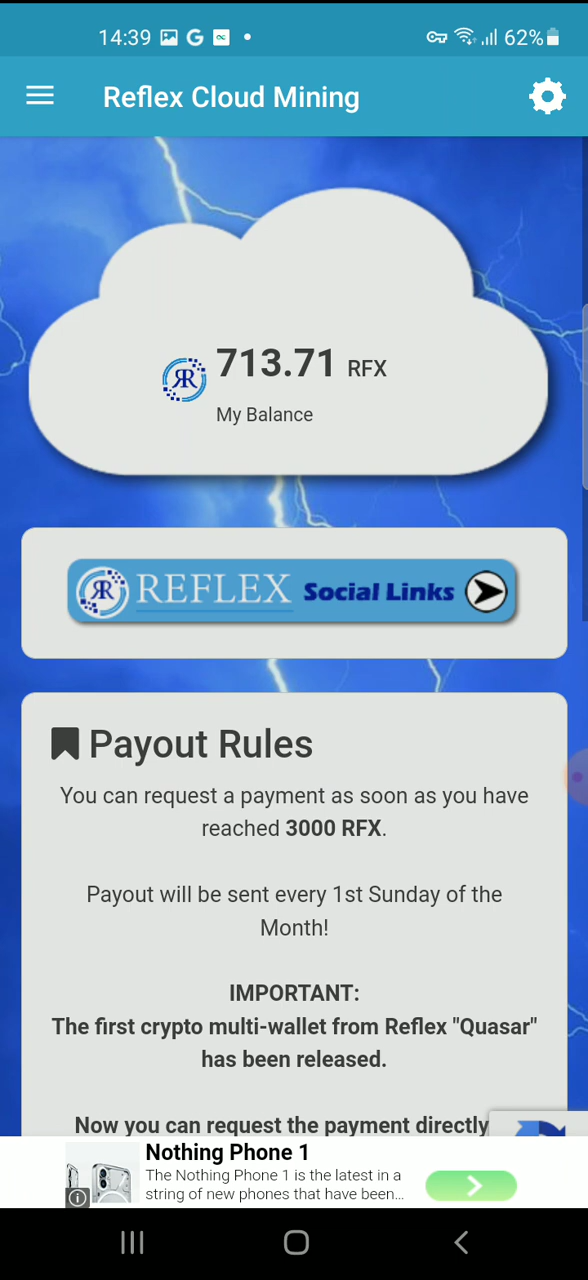 14:39 G 62%
Reflex Cloud Mining
713.71 RFX
My Balance
REFLEX Social Links
Payout Rules
You can request a payment as soon as you have
reached 3000 RFX.
Payout will be sent every 1st Sunday of the
Month!
IMPORTANT:
The first crypto multi-wallet from Reflex "Quasar"
has been released.
Now you can request the payment directly
Nothing Phone 1
The Nothing Phone 1 is the latest in a
string of new phones that have been...